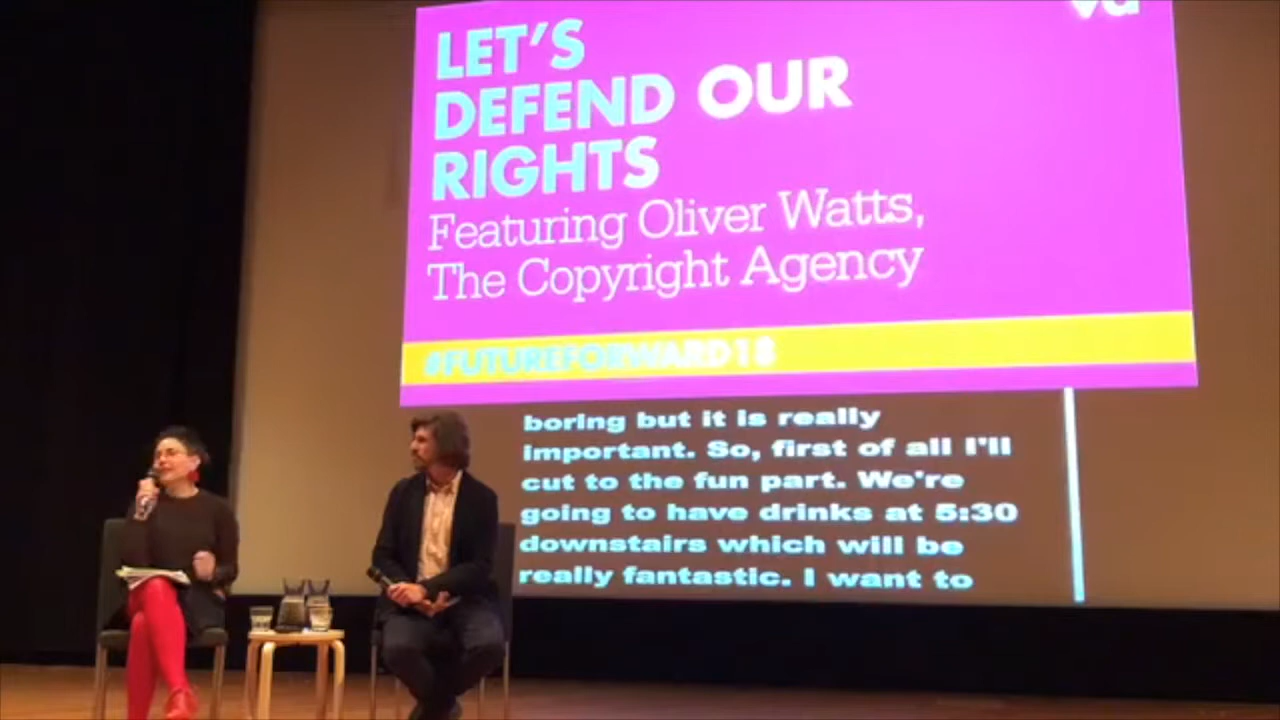 LET'S
DEFEND OUR
RIGHTS
Featuring Oliver Watts,
The Copyright Agency
#FUTUREFORWARD18
boring but it is really
important. So, first of all I'll
cut to the fun part. We're
going to have drinks at 5:30
downstairs which will be
really fantastic. I want to